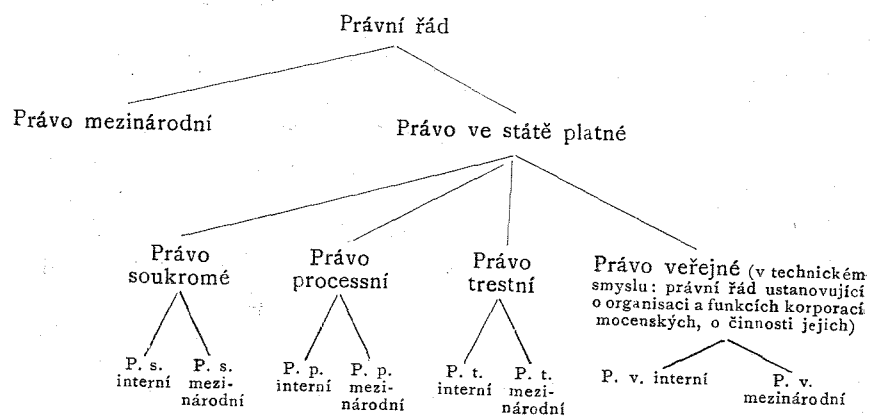 Právní řád
Právo mezinárodní
Právo ve státě platné
Právo
soukromé
Právo
processní
Právo
trestní
Právo veřejné (v technickém
smyslu: právní řád ustanovující
o organisaci a funkcích korporací
mocenských, o činnosti jejich)
P. s.
interní
P. s.
mezi-
národní
P. p.
interní
P. p.
mezi-
národní
P. t.
interní
P. t.
mezi-
národní
P. v. interní
P. v.
mezinárodní